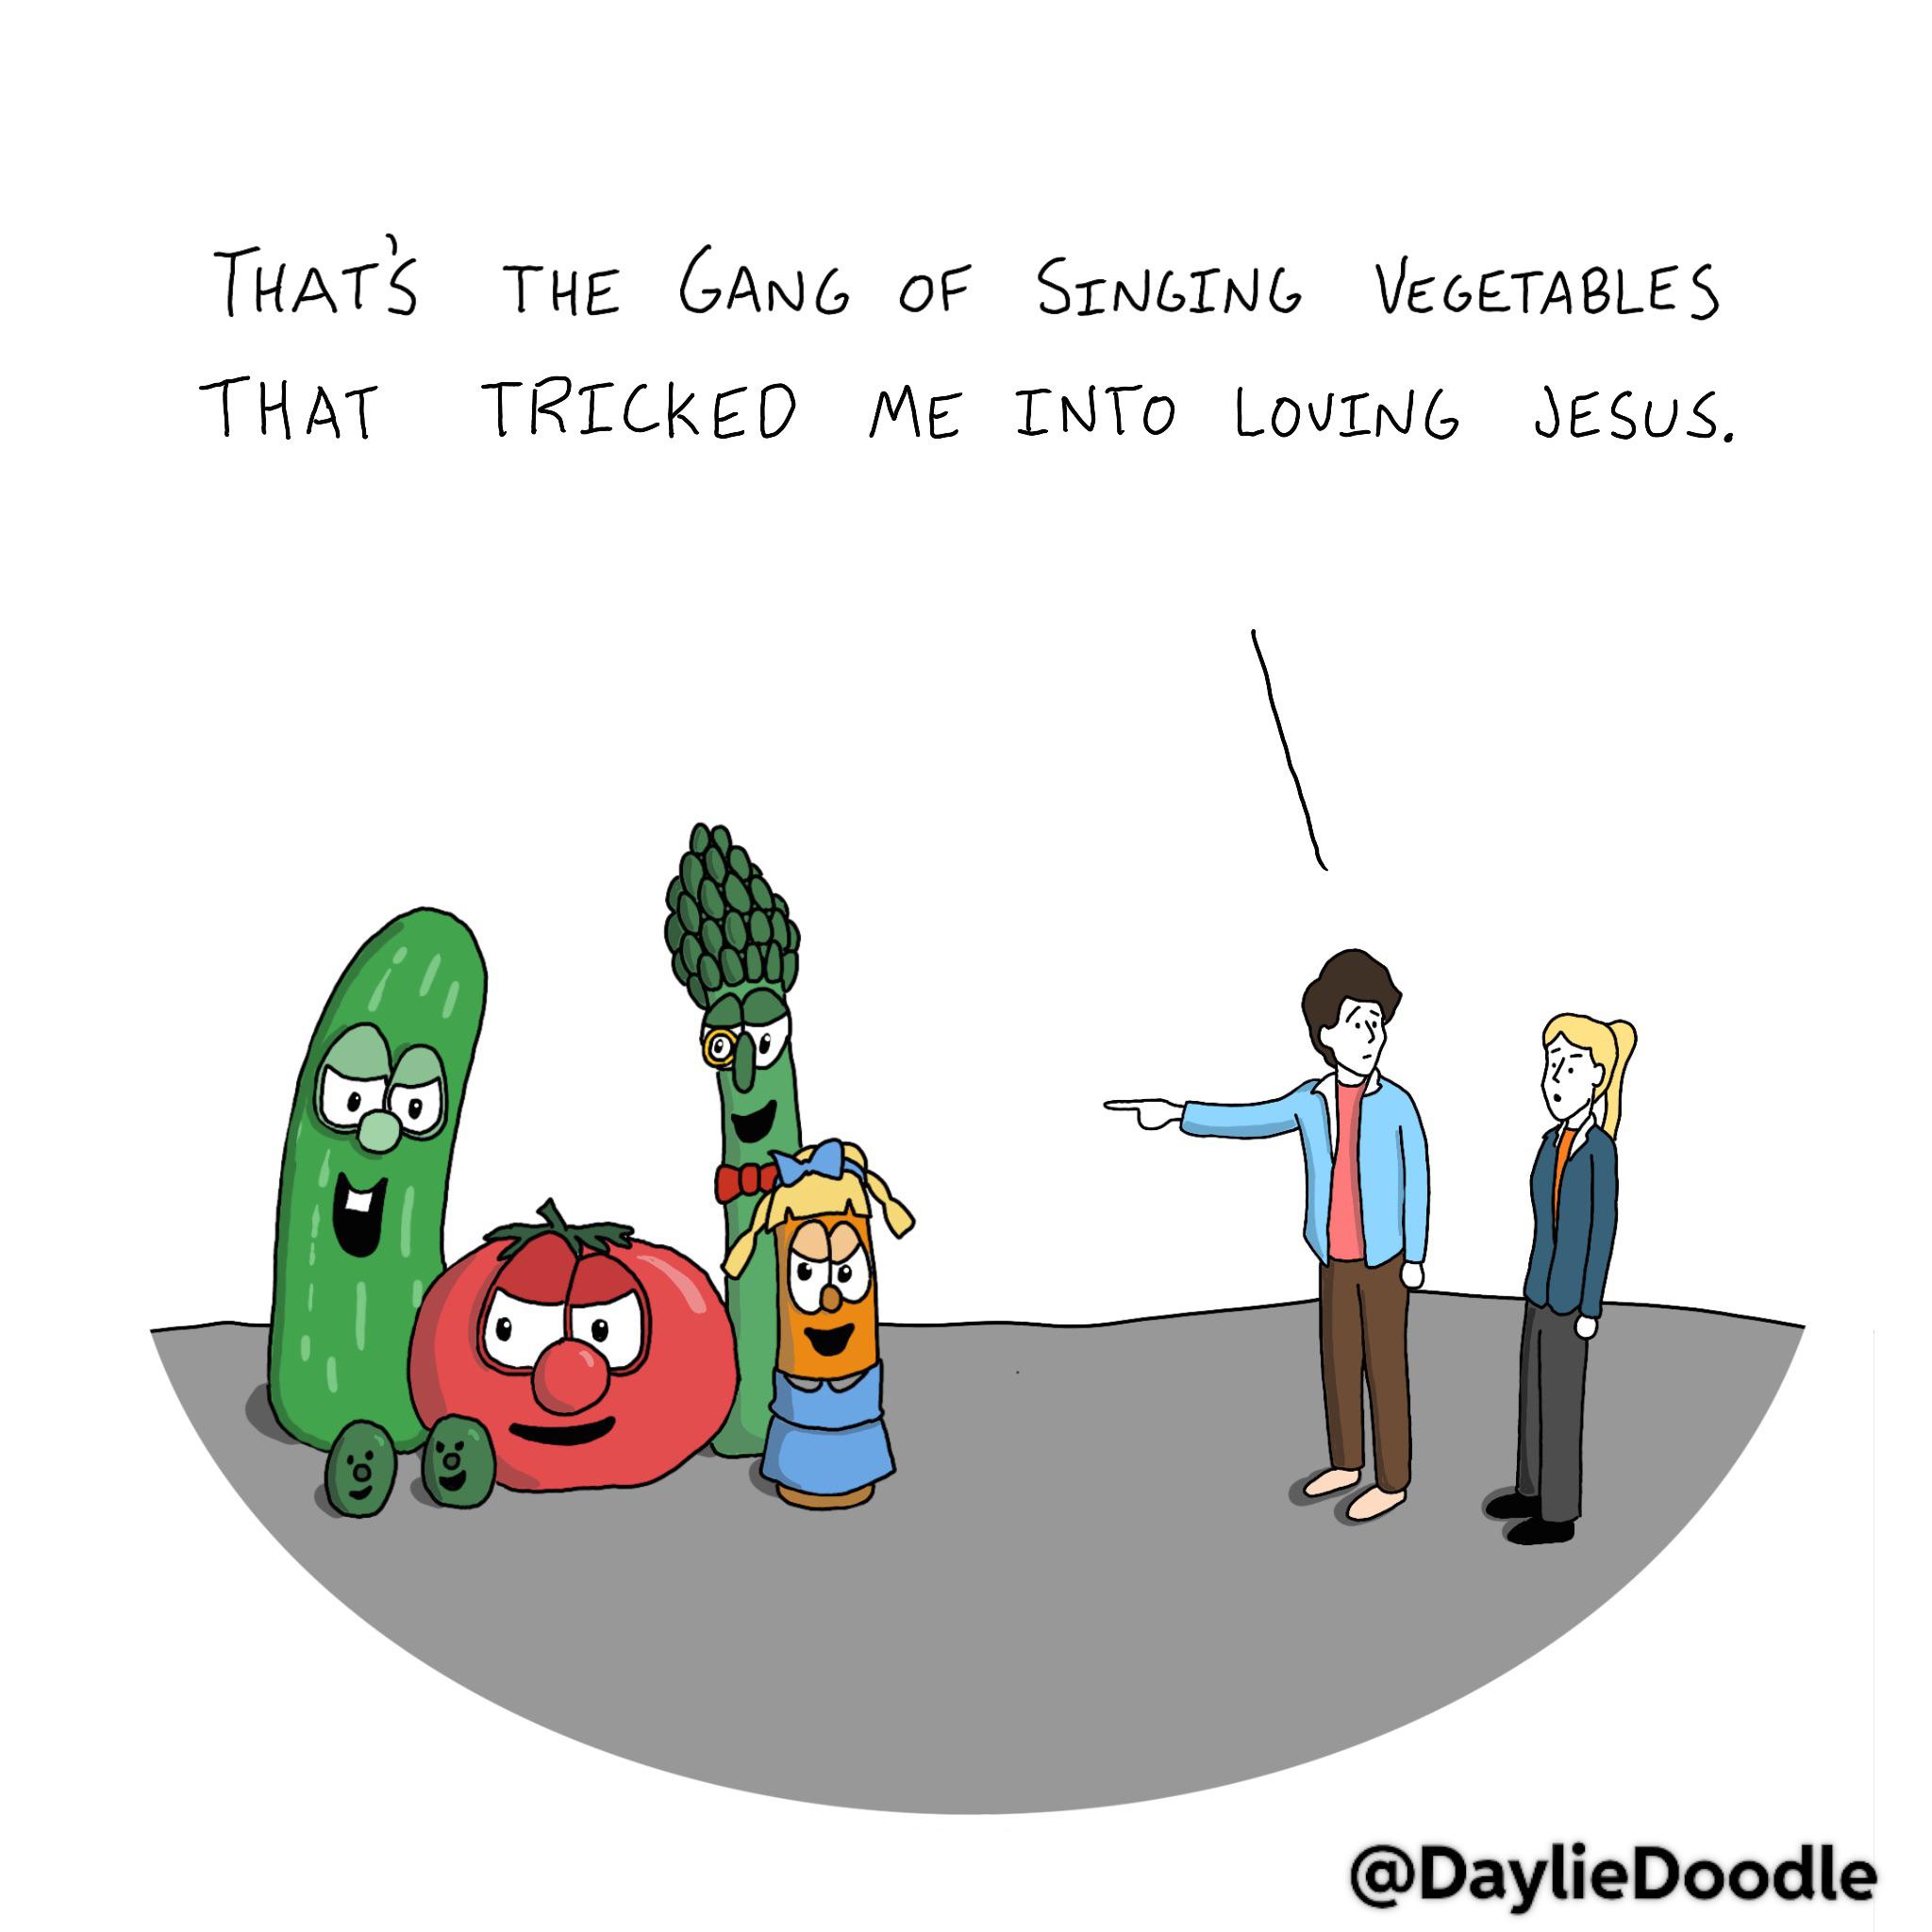 That's the Gang of Singing Vegetables
that tricked me into loving Jesus.
@DaylieDoodle